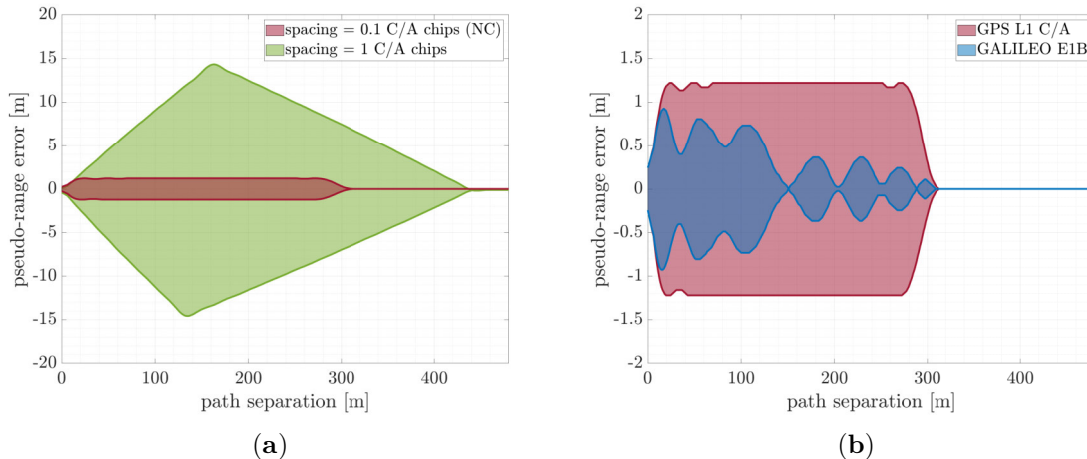 20
15
10
5
0
-5
-10
-15
-20
pseudo-range error [m]
spacing = 0.1 C/A chips (NC)
spacing = 1 C/A chips
0 100 200 300 400
path separation [m]
(a)
2
1.5
1
0.5
0
-0.5
-1
-1.5
-2
pseudo-range error [m]
GPS L1 C/A
GALILEO E1B
0 100 200 300 400
path separation [m]
(b)